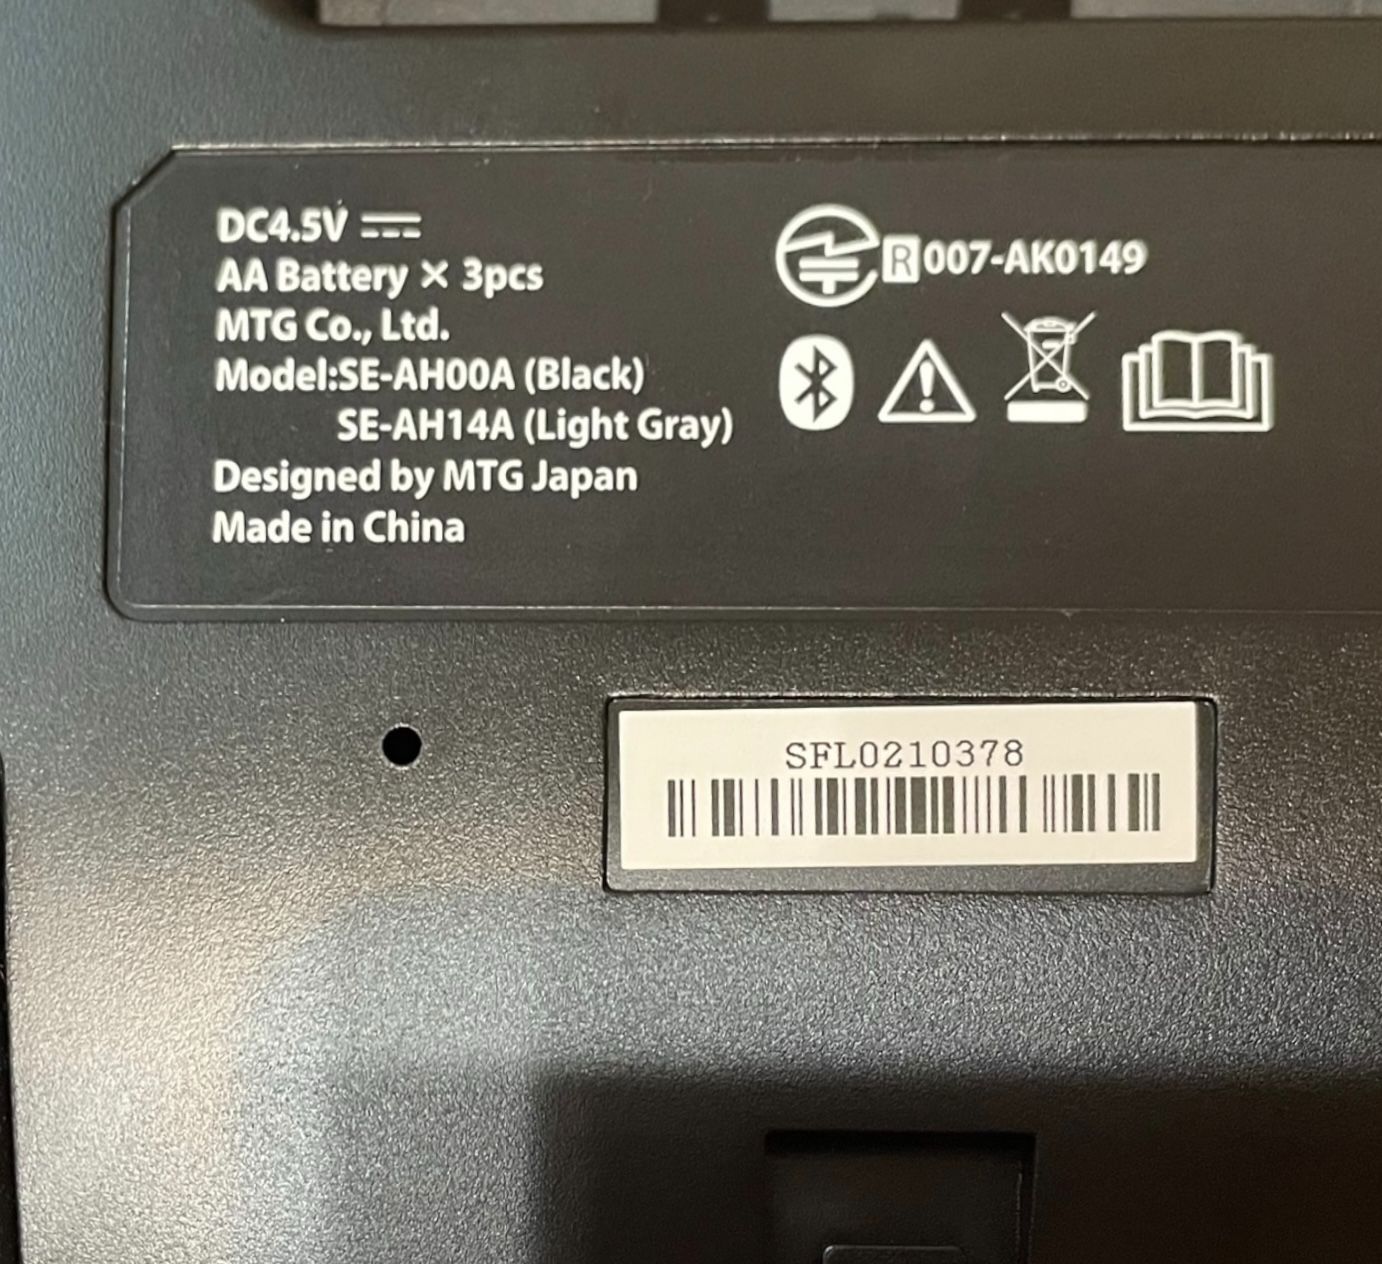 DC4.5V
AA Battery × 3pcs
MTG Co., Ltd.
Model:SE-AH00A (Black)
SE-AH14A (Light Gray)
Designed by MTG Japan
Made in China
R 007-AK0149
SFL0210378